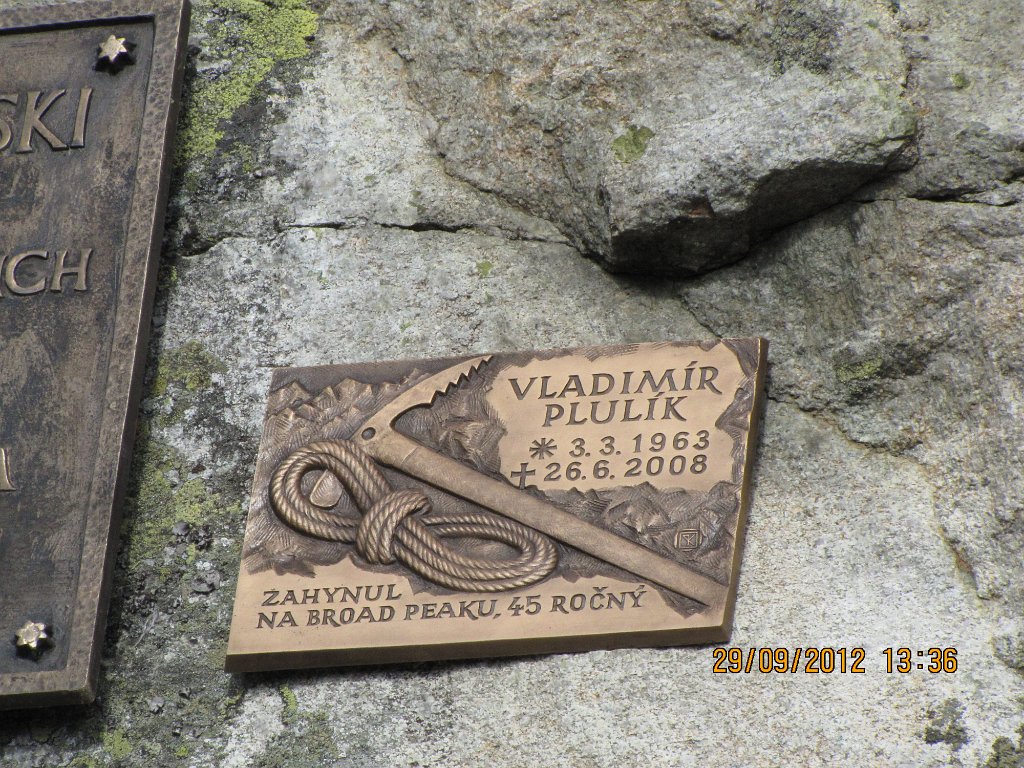 SKI
CH
VLADIMÍR
PLULÍK
* 3.3.1963
✝ 26.6.2008
ZAHYNUL
NA BROAD PEAKU, 45 ROČNÝ
29/09/2012 13:36